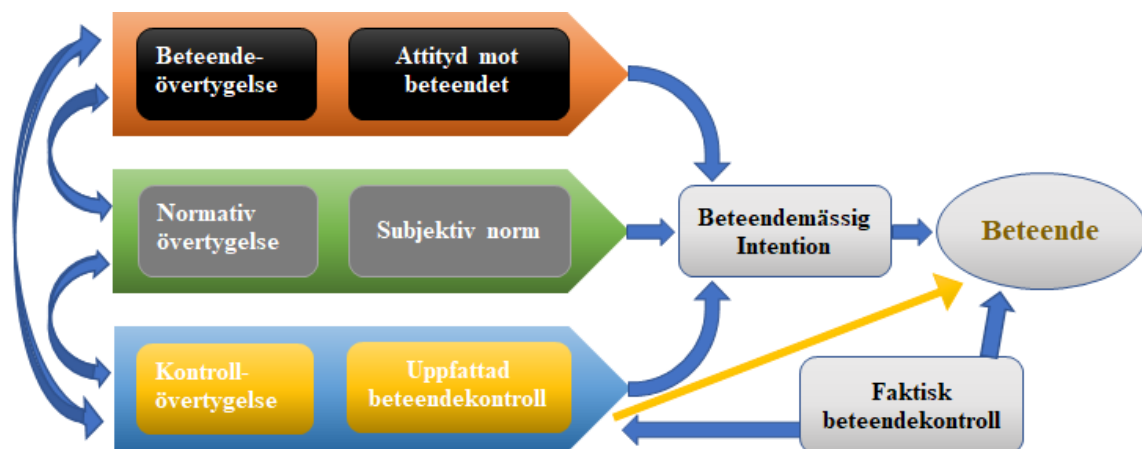 Beteende-
övertygelse
Attityd mot
beteendet
Normativ
övertygelse
Subjektiv norm
Beteendemässig
Intention
Beteende
Kontroll-
övertygelse
Uppfattad
beteendekontroll
Faktisk
beteendekontroll